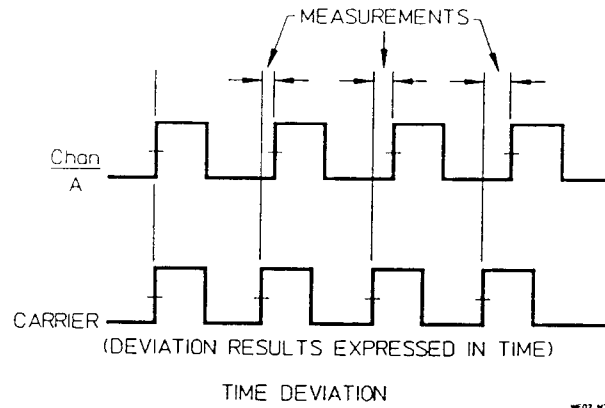 MEASUREMENTS
Chan
A
CARRIER
(DEVIATION RESULTS EXPRESSED IN TIME)
TIME DEVIATION